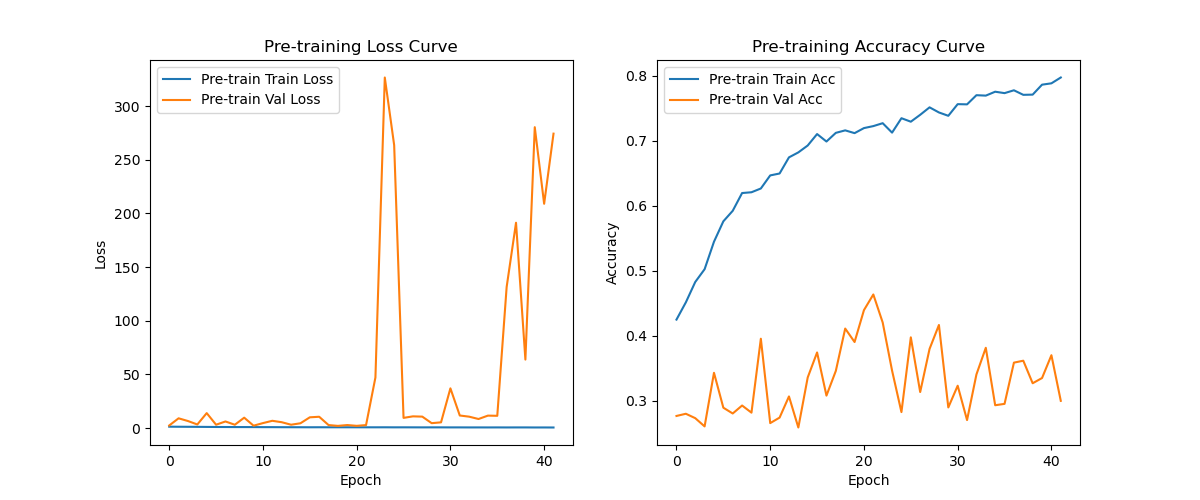 Pre-training Loss Curve
Pre-train Train Loss
Pre-train Val Loss
300
250
200
150
100
50
0
Loss
0 10 20 30 40
Epoch
Pre-training Accuracy Curve
Pre-train Train Acc
Pre-train Val Acc
0.8
0.7
0.6
0.5
0.4
0.3
Accuracy
0 10 20 30 40
Epoch